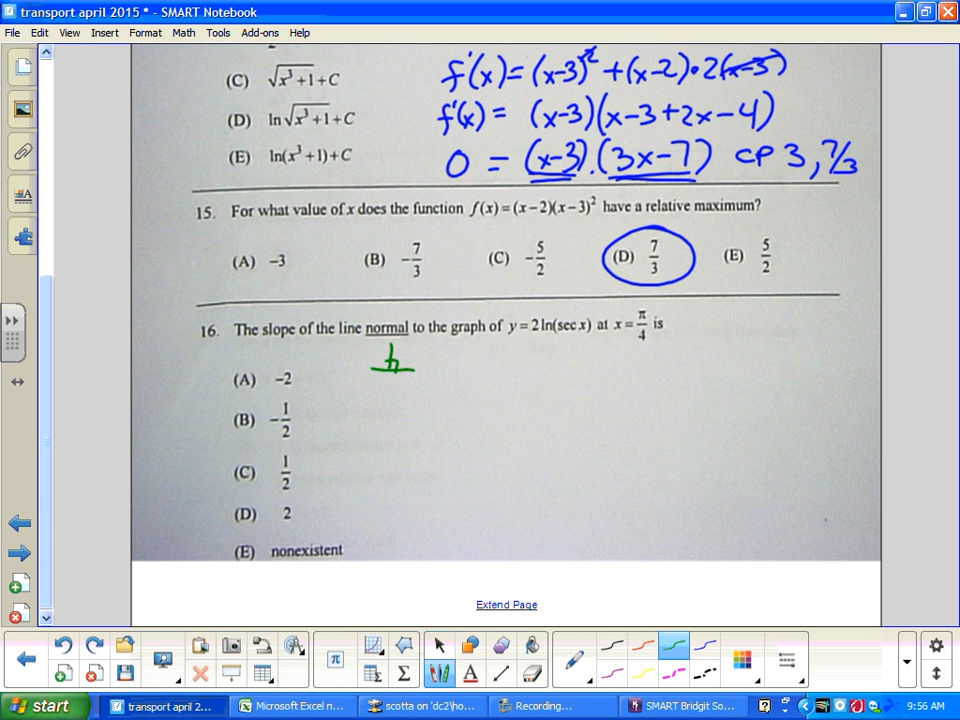 transport april 2015 * - SMART Notebook
File Edit View Insert Format Math Tools Add-ons Help
(C) √x³+1 + C
(D) ln√x³+1 + C
(E) ln(x³+1)+C
f'(x) = (x-3)² + (x-2)•2(x-3)
f'(x) = (x-3)(x-3+2x-4)
0 = (x-3)·(3x-7) CP 3, 7/3
15. For what value of x does the function f(x)=(x−2)(x−3)² have a relative maximum?
(A) −3 (B) −7/3 (C) −5/2 (D) 7/3 (E) 5/2
16. The slope of the line normal to the graph of y=2ln(sec x) at x=π/4 is
(A) −2
(B) −1/2
(C) 1/2
(D) 2
(E) nonexistent
Extend Page
start transport april 2... Microsoft Excel n... scotta on 'dc2\ho... Recording... SMART Bridgit So... 9:56 AM